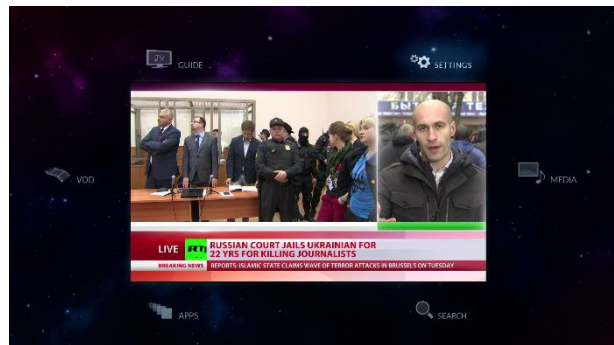 TV
GUIDE
SETTINGS
VOD
MEDIA
LIVE
RT
RUSSIAN COURT JAILS UKRAINIAN FOR
22 YRS FOR KILLING JOURNALISTS
BREAKING NEWS
REPORTS: ISLAMIC STATE CLAIMS WAVE OF TERROR ATTACKS IN BRUSSELS ON TUESDAY
APPS
SEARCH